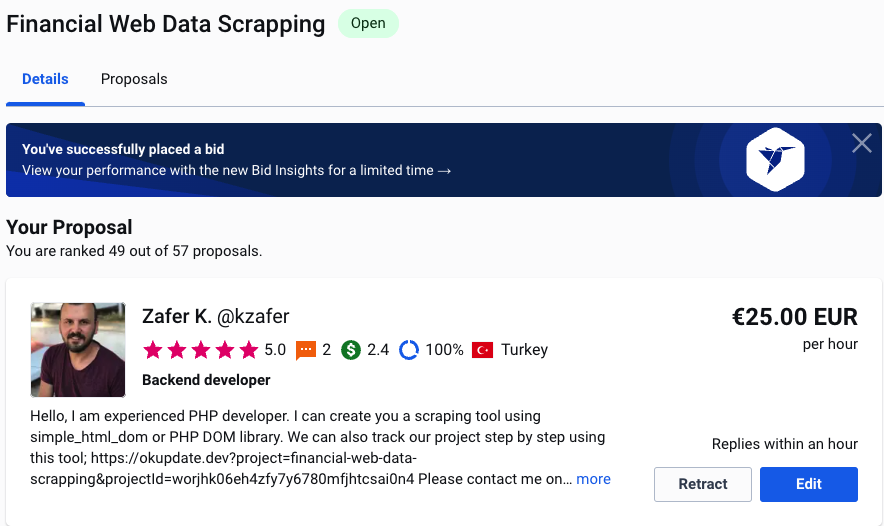 Financial Web Data Scrapping Open
Details Proposals
You've successfully placed a bid
View your performance with the new Bid Insights for a limited time →
Your Proposal
You are ranked 49 out of 57 proposals.
Zafer K. @kzafer
€25.00 EUR
5.0 2 2.4 100% Turkey
per hour
Backend developer
Hello, I am experienced PHP developer. I can create you a scraping tool using
simple_html_dom or PHP DOM library. We can also track our project step by step using
this tool; https://okupdate.dev?project=financial-web-data-
scrapping&projectId=worjhk06eh4zfy7y6780mfjhtcsai0n4 Please contact me on... more
Replies within an hour
Retract Edit